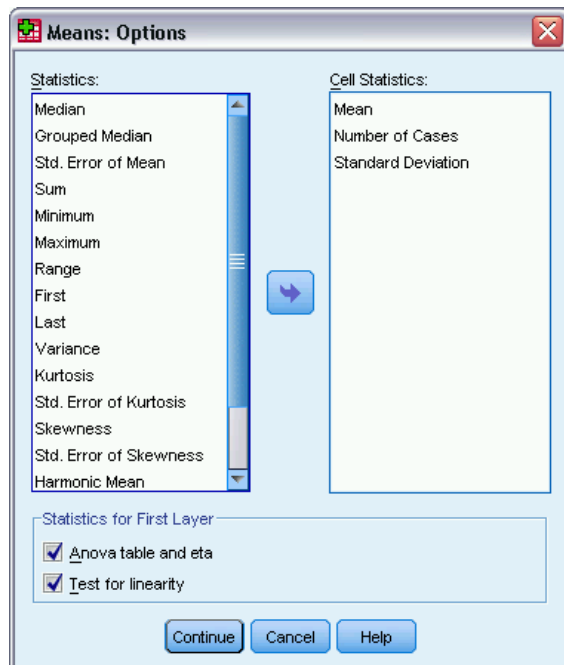 Means: Options
Statistics:
Median
Grouped Median
Std. Error of Mean
Sum
Minimum
Maximum
Range
First
Last
Variance
Kurtosis
Std. Error of Kurtosis
Skewness
Std. Error of Skewness
Harmonic Mean
Cell Statistics:
Mean
Number of Cases
Standard Deviation
Statistics for First Layer
Anova table and eta
Test for linearity
Continue
Cancel
Help